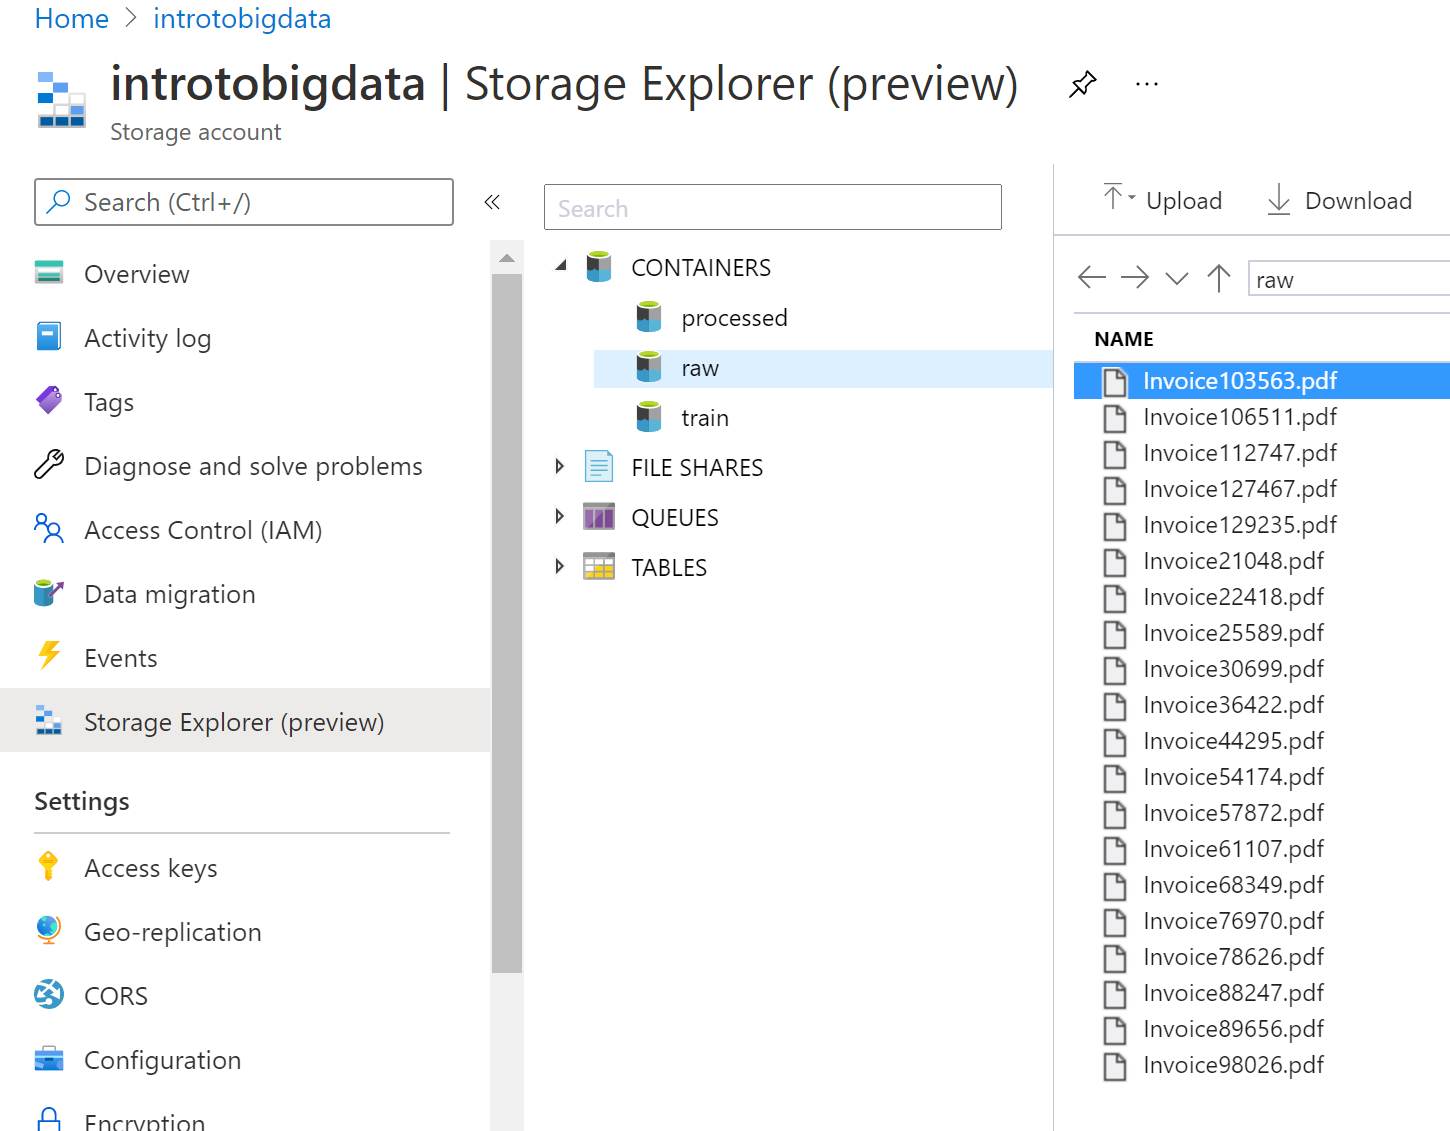 Home > introtobigdata
introtobigdata | Storage Explorer (preview)
...
Storage account
Search (Ctrl+/)
«
Overview
Activity log
Tags
Diagnose and solve problems
Access Control (IAM)
Data migration
Events
Storage Explorer (preview)
Settings
Access keys
Geo-replication
CORS
Configuration
Encryption
Search
CONTAINERS
processed
raw
train
FILE SHARES
QUEUES
TABLES
Upload
Download
raw
NAME
Invoice103563.pdf
Invoice106511.pdf
Invoice112747.pdf
Invoice127467.pdf
Invoice129235.pdf
Invoice21048.pdf
Invoice22418.pdf
Invoice25589.pdf
Invoice30699.pdf
Invoice36422.pdf
Invoice44295.pdf
Invoice54174.pdf
Invoice57872.pdf
Invoice61107.pdf
Invoice68349.pdf
Invoice76970.pdf
Invoice78626.pdf
Invoice88247.pdf
Invoice89656.pdf
Invoice98026.pdf